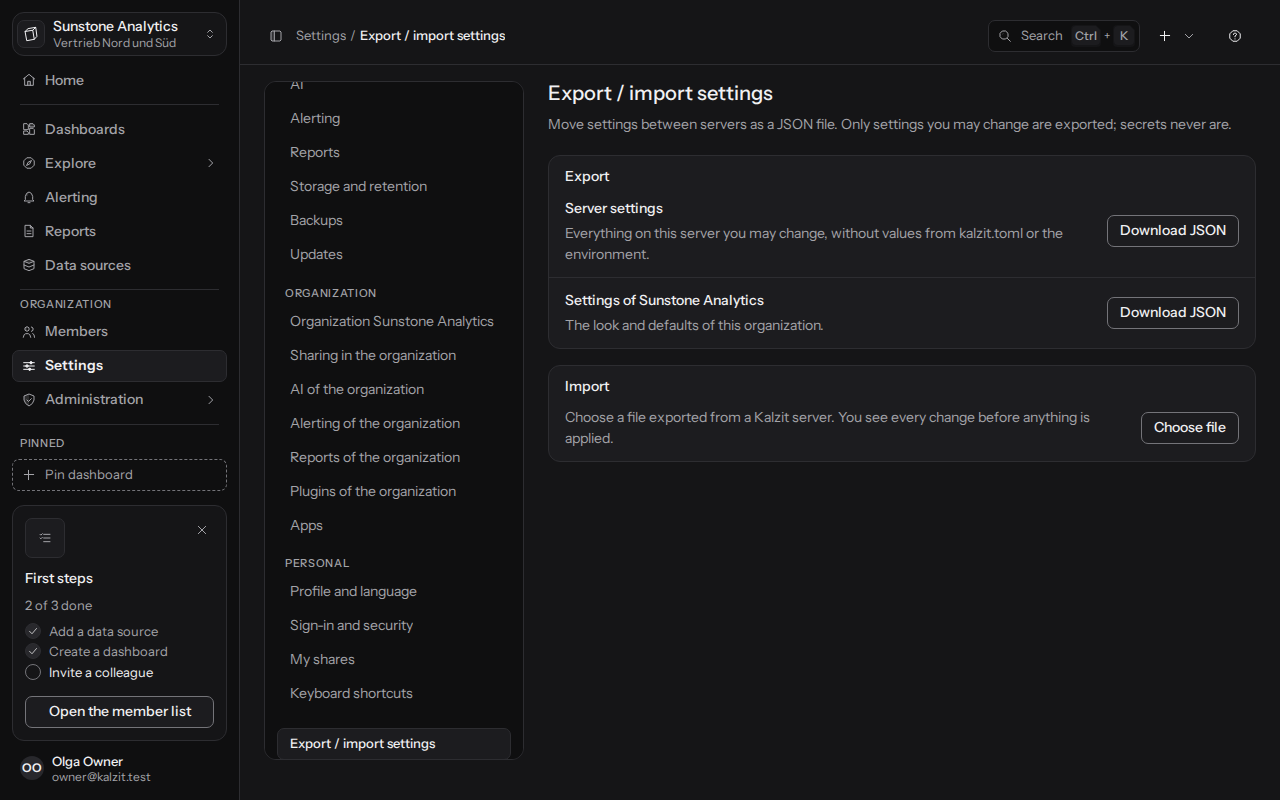 Sunstone Analytics
Vertrieb Nord und Süd
Home
Dashboards
Explore
Alerting
Reports
Data sources
ORGANIZATION
Members
Settings
Administration
PINNED
Pin dashboard
First steps
2 of 3 done
Add a data source
Create a dashboard
Invite a colleague
Open the member list
OO
Olga Owner
owner@kalzit.test
Settings / Export / import settings
Search Ctrl + K
AI
Alerting
Reports
Storage and retention
Backups
Updates
ORGANIZATION
Organization Sunstone Analytics
Sharing in the organization
AI of the organization
Alerting of the organization
Reports of the organization
Plugins of the organization
Apps
PERSONAL
Profile and language
Sign-in and security
My shares
Keyboard shortcuts
Export / import settings
Export / import settings
Move settings between servers as a JSON file. Only settings you may change are exported; secrets never are.
Export
Server settings
Everything on this server you may change, without values from kalzit.toml or the
environment.
Download JSON
Settings of Sunstone Analytics
The look and defaults of this organization.
Download JSON
Import
Choose a file exported from a Kalzit server. You see every change before anything is
applied.
Choose file